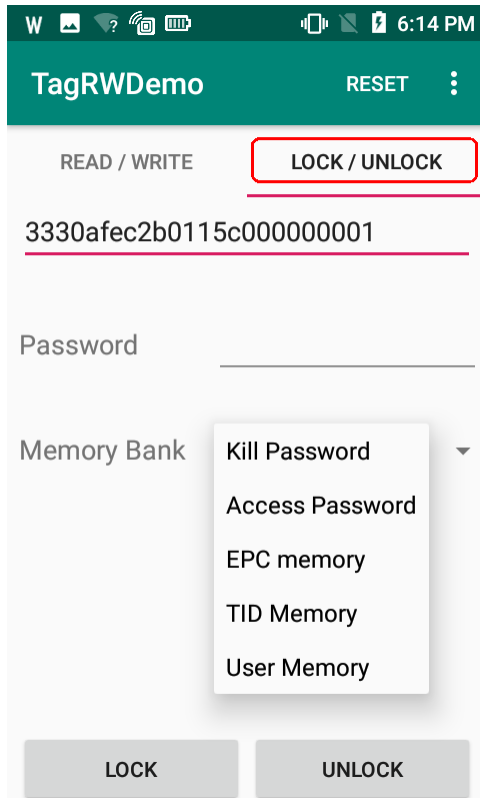 W ? 6:14 PM
TagRWDemo RESET
READ / WRITE LOCK / UNLOCK
3330afec2b0115c000000001
Password
Memory Bank Kill Password
Access Password
EPC memory
TID Memory
User Memory
LOCK UNLOCK